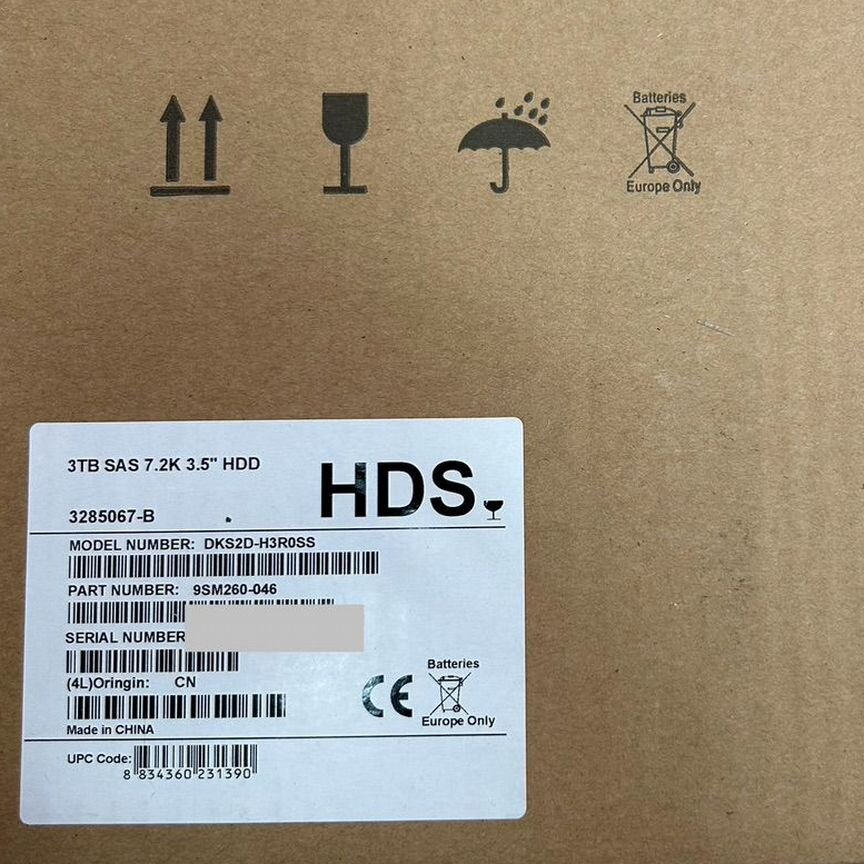 Batteries
Europe Only
3TB SAS 7.2K 3.5" HDD
HDS.
3285067-B
MODEL NUMBER: DKS2D-H3R0SS
PART NUMBER: 9SM260-046
SERIAL NUMBER
(4L)Oringin: CN
Made in CHINA
CE
Batteries
Europe Only
UPC Code:
8 834360 231390